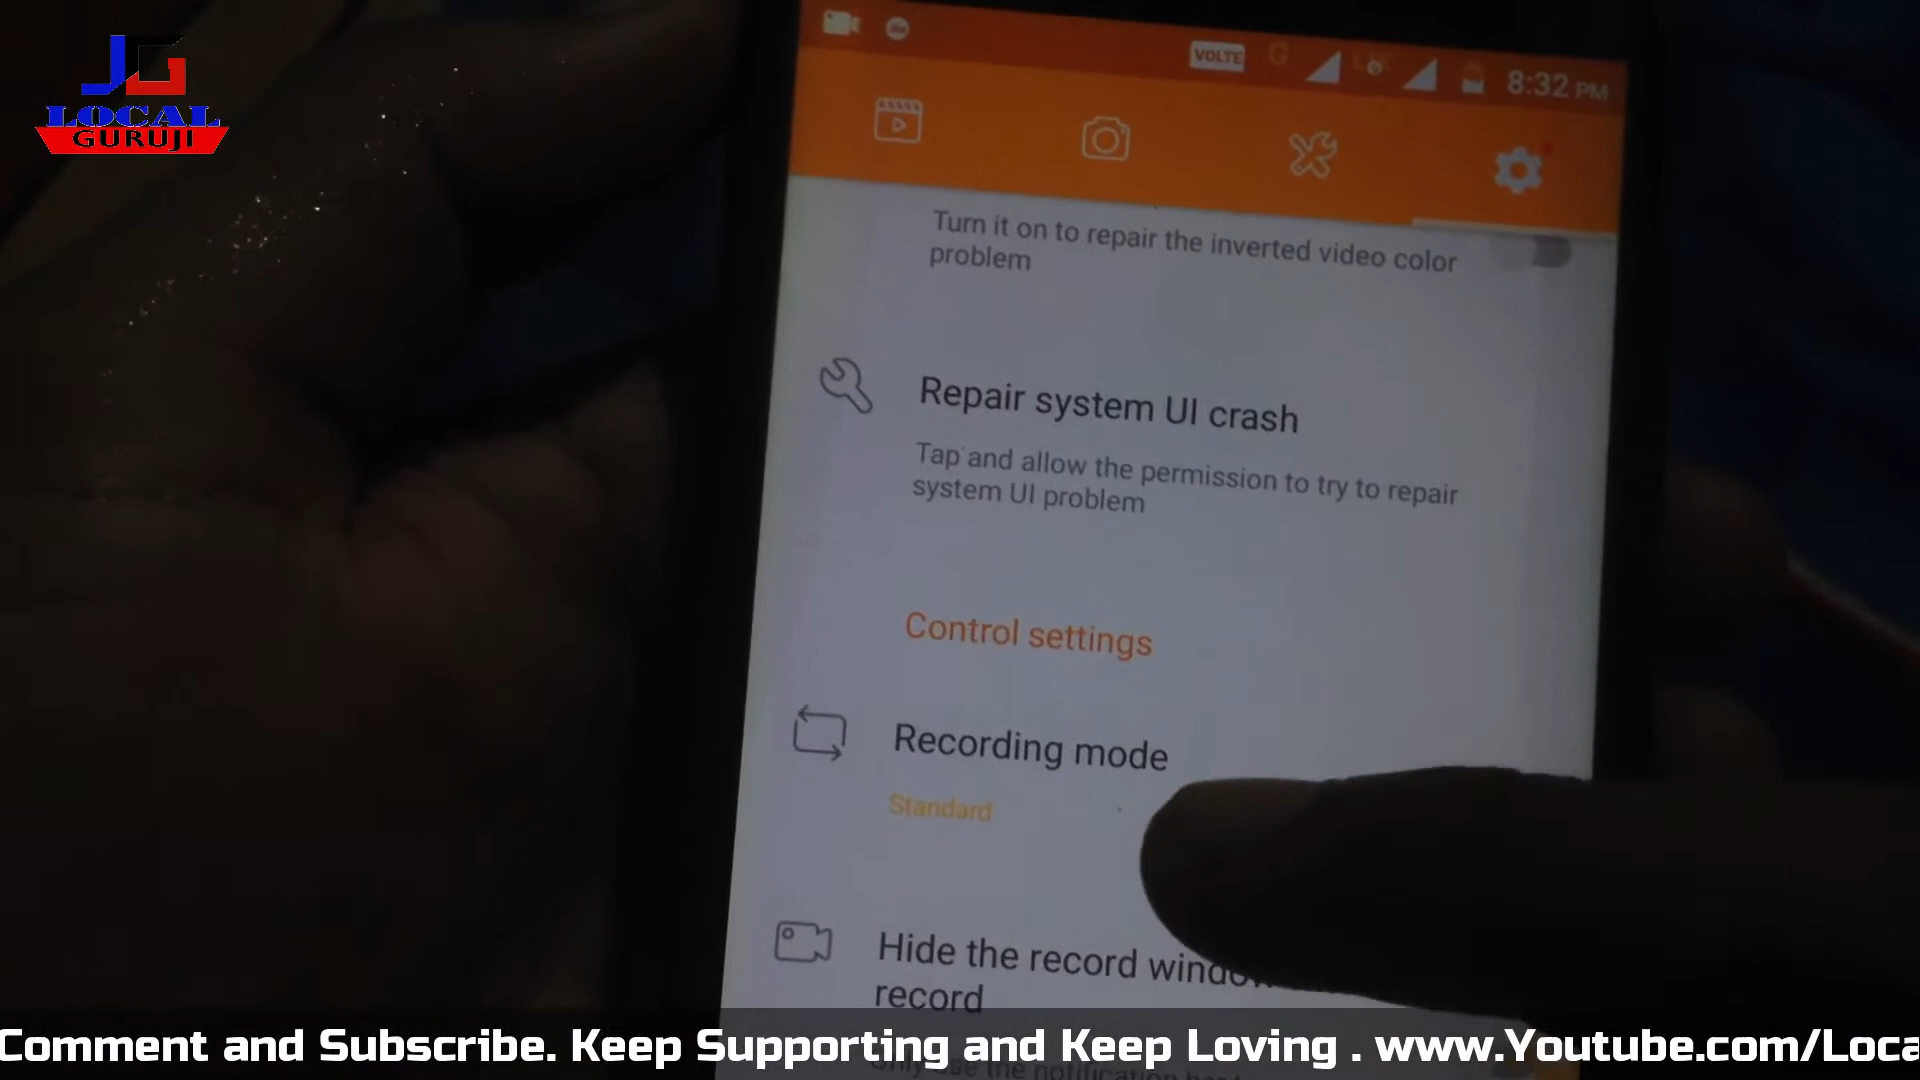 JG
LOCAL
GURUJI
VOLTE
G
8:32 PM
Turn it on to repair the inverted video color
problem
Repair system UI crash
Tap and allow the permission to try to repair
system UI problem
Control settings
Recording mode
Standard
Hide the record
record
Comment and Subscribe. Keep Supporting and Keep Loving . www.Youtube.com/Loca